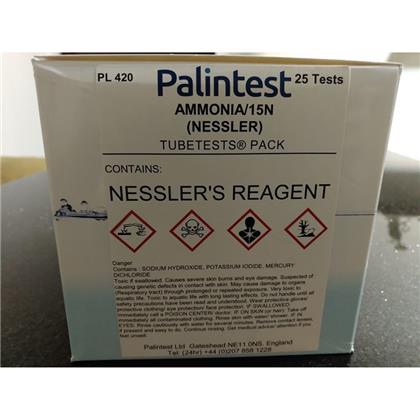 PL 420
Palintest
25 Tests
AMMONIA/15N
(NESSLER)
TUBETESTS® PACK
CONTAINS:
NESSLER'S REAGENT
Danger
Contains : SODIUM HYDROXIDE, POTASSIUM IODIDE, MERCURY
DICHLORIDE
Toxic if swallowed. Causes severe skin burns and eye damage. Suspected of
causing genetic defects in contact with skin. May cause damage to organs
(Respiratory tract) through prolonged or repeated exposure. Very toxic to
aquatic life. Toxic to aquatic life with long lasting effects. Do not handle until all
safety precautions have been read and understood. Wear protective gloves/
protective clothing/ eye protection/ face protection. IF SWALLOWED:
immediately call a POISON CENTER/ doctor. IF ON SKIN (or hair): Take off
immediately all contaminated clothing. Rinse skin with water/ shower. IF IN
EYES: Rinse cautiously with water for several minutes. Remove contact lenses,
if present and easy to do. Continue rinsing. Get medical advice/ attention if you
feel unwell.
Palintest Ltd Gateshead NE11 0NS. England
Tel: (24hr) +44 (0)207 858 1228